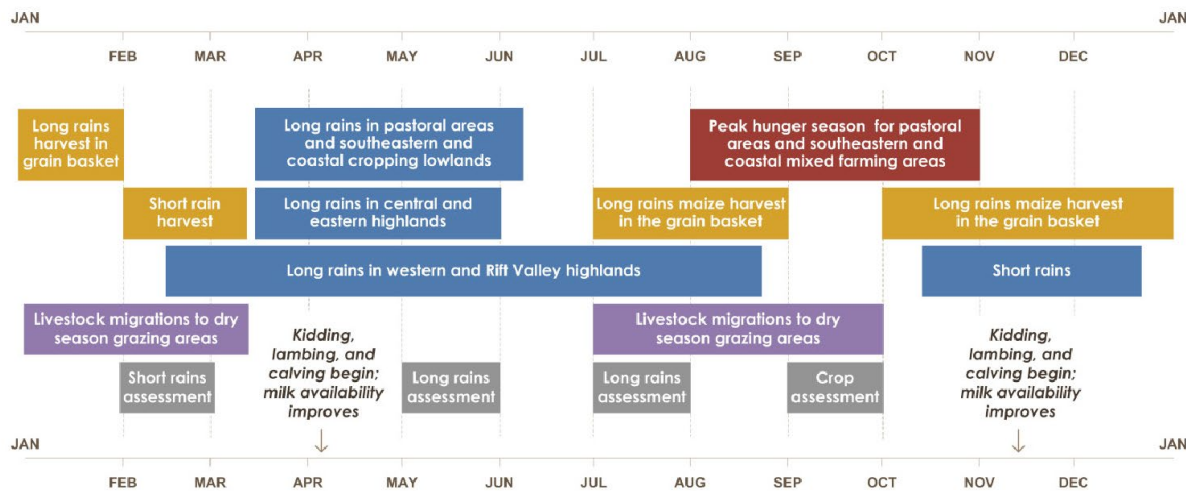 JAN JAN
FEB MAR APR MAY JUN JUL AUG SEP OCT NOV DEC
Long rains
harvest in
grain basket
Long rains in pastoral areas
and southeastern and
coastal cropping lowlands
Peak hunger season for pastoral
areas and southeastern and
coastal mixed farming areas
Short rain
harvest
Long rains in central and
eastern highlands
Long rains maize harvest
in the grain basket
Long rains maize harvest
in the grain basket
Long rains in western and Rift Valley highlands
Short rains
Livestock migrations to dry
season grazing areas
Livestock migrations to dry
season grazing areas
Kidding,
lambing, and
calving begin;
milk availability
improves
Kidding,
lambing, and
calving begin;
milk availability
improves
Short rains
assessment
Long rains
assessment
Long rains
assessment
Crop
assessment
JAN JAN
FEB MAR APR MAY JUN JUL AUG SEP OCT NOV DEC